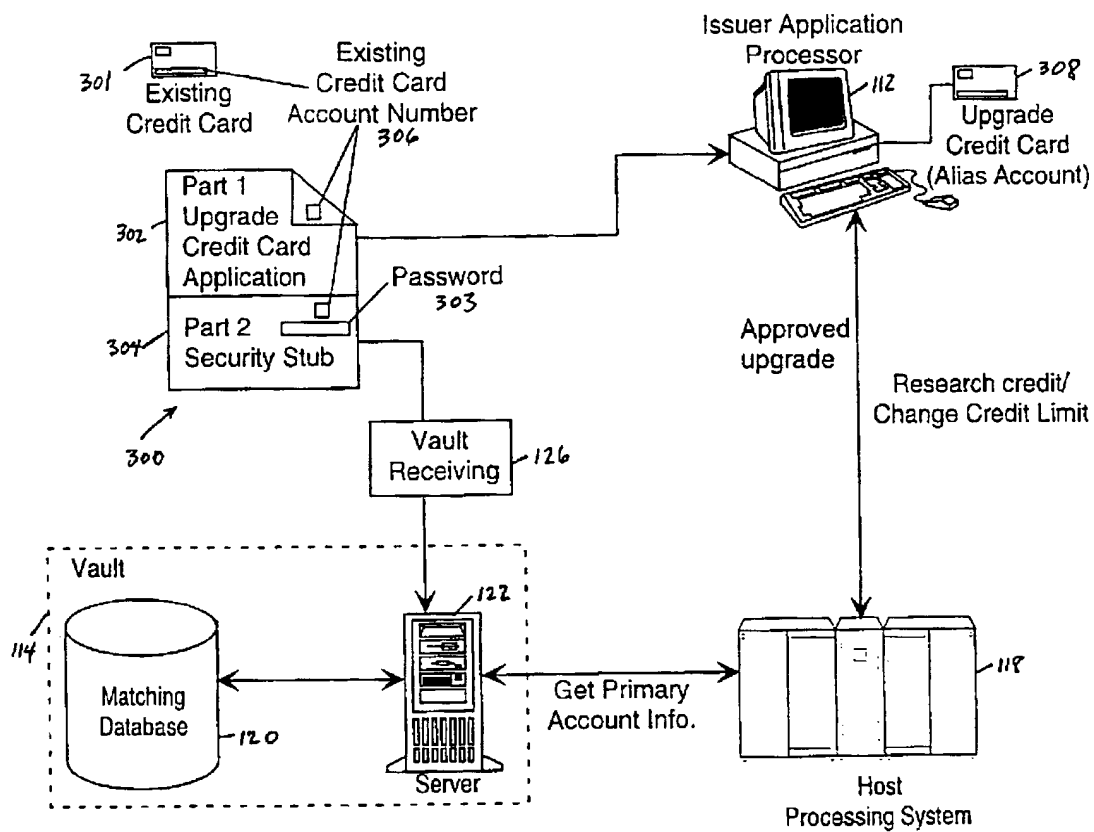 301
Existing
Credit Card
Existing
Credit Card
Account Number
306
Issuer Application
Processor
112
308
Upgrade
Credit Card
(Alias Account)
302
Part 1
Upgrade
Credit Card
Application
Password
303
304
Part 2
Security Stub
300
Vault
Receiving
126
Approved
upgrade
Research credit/
Change Credit Limit
Vault
114
Matching
Database
120
122
Server
Get Primary
Account Info.
118
Host
Processing System